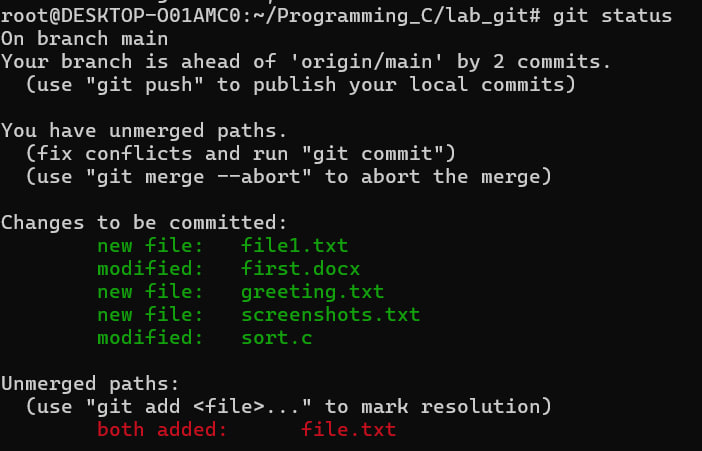 root@DESKTOP-O01AMC0:~/Programming_C/lab_git# git status
On branch main
Your branch is ahead of 'origin/main' by 2 commits.
  (use "git push" to publish your local commits)

You have unmerged paths.
  (fix conflicts and run "git commit")
  (use "git merge --abort" to abort the merge)

Changes to be committed:
        new file:   file1.txt
        modified:   first.docx
        new file:   greeting.txt
        new file:   screenshots.txt
        modified:   sort.c

Unmerged paths:
  (use "git add <file>..." to mark resolution)
        both added:      file.txt